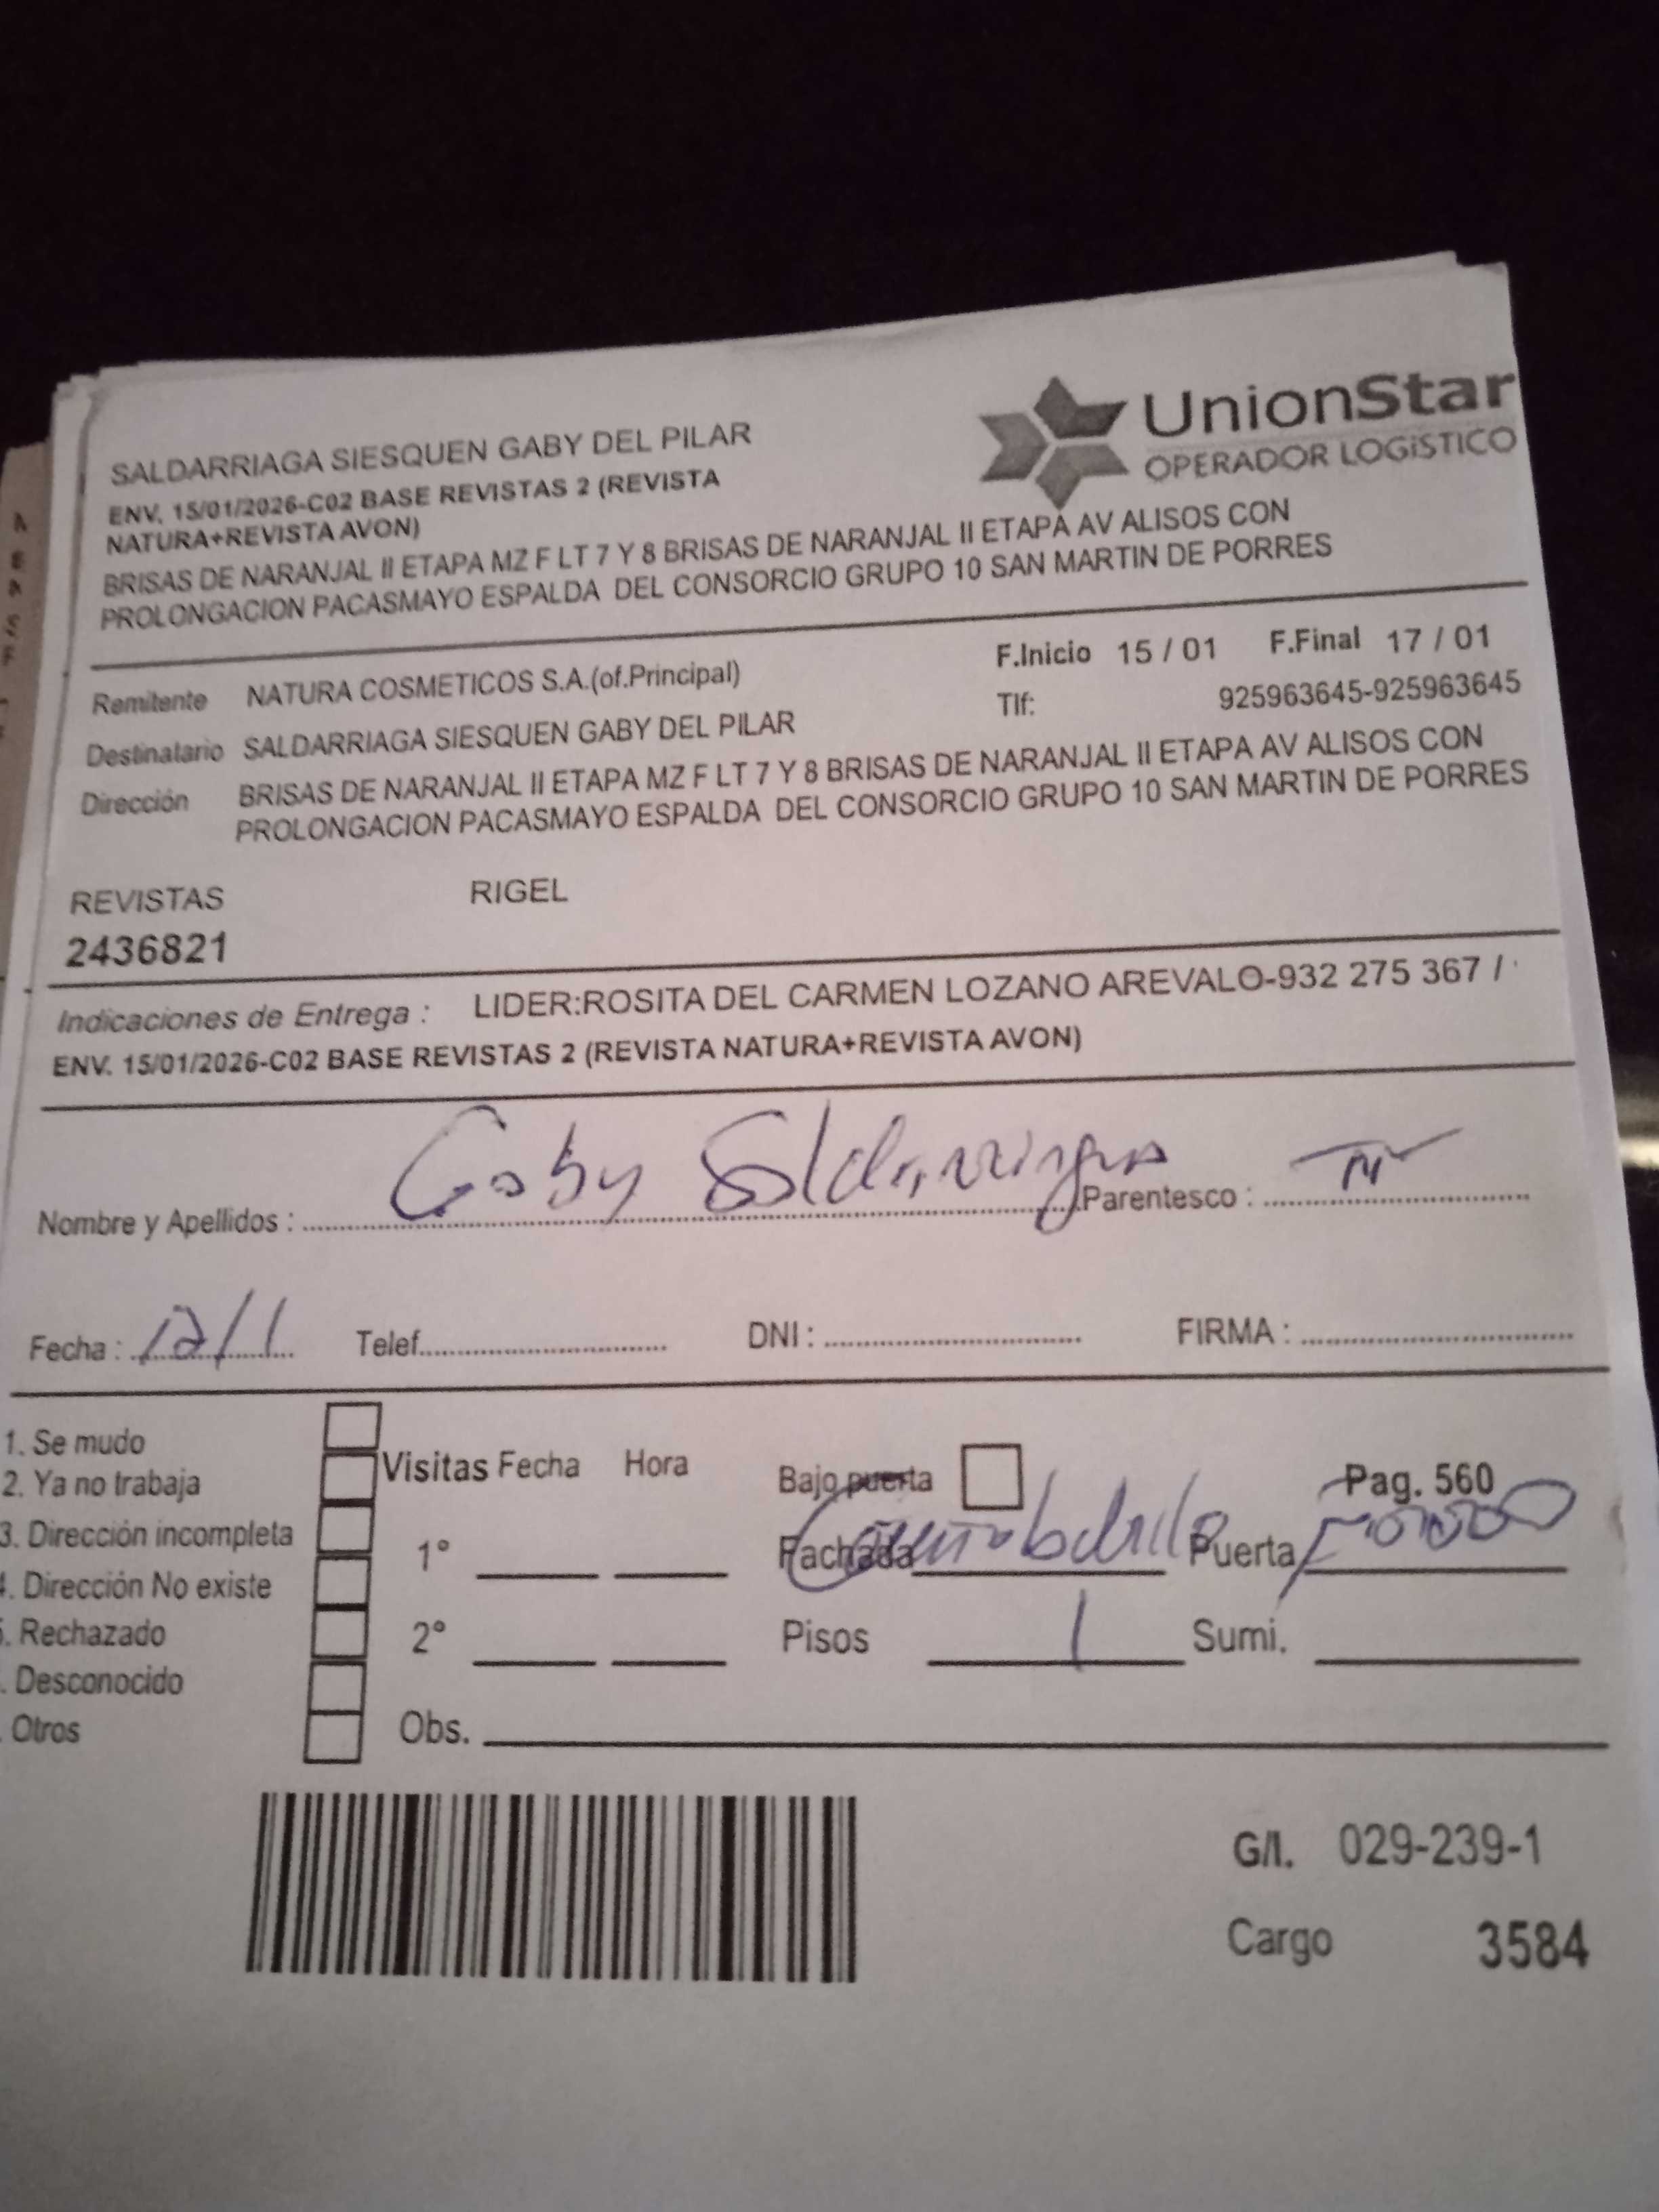 UnionStar
OPERADOR LOGíSTICO
SALDARRIAGA SIESQUEN GABY DEL PILAR
ENV. 15/01/2026-C02 BASE REVISTAS 2 (REVISTA
NATURA+REVISTA AVON)
BRISAS DE NARANJAL II ETAPA MZ F LT 7 Y 8 BRISAS DE NARANJAL II ETAPA AV ALISOS CON
PROLONGACION PACASMAYO ESPALDA DEL CONSORCIO GRUPO 10 SAN MARTIN DE PORRES
F.Inicio 15 / 01 F.Final 17 / 01
Remitente NATURA COSMETICOS S.A.(of.Principal)
Tlf: 925963645-925963645
Destinatario SALDARRIAGA SIESQUEN GABY DEL PILAR
Dirección BRISAS DE NARANJAL II ETAPA MZ F LT 7 Y 8 BRISAS DE NARANJAL II ETAPA AV ALISOS CON
PROLONGACION PACASMAYO ESPALDA DEL CONSORCIO GRUPO 10 SAN MARTIN DE PORRES
REVISTAS RIGEL
2436821
Indicaciones de Entrega : LIDER:ROSITA DEL CARMEN LOZANO AREVALO-932 275 367 /
ENV. 15/01/2026-C02 BASE REVISTAS 2 (REVISTA NATURA+REVISTA AVON)
Nombre y Apellidos : Gaby Saldarriaga Parentesco :
Fecha : Telef. DNI : FIRMA :
1. Se mudo
2. Ya no trabaja
3. Dirección incompleta
. Dirección No existe
. Rechazado
. Desconocido
. Otros
Visitas Fecha Hora
1°
2°
Bajo puerta Pag. 560
Fachada Puerta
Pisos 1 Sumi.
Obs.
G/l. 029-239-1
Cargo 3584